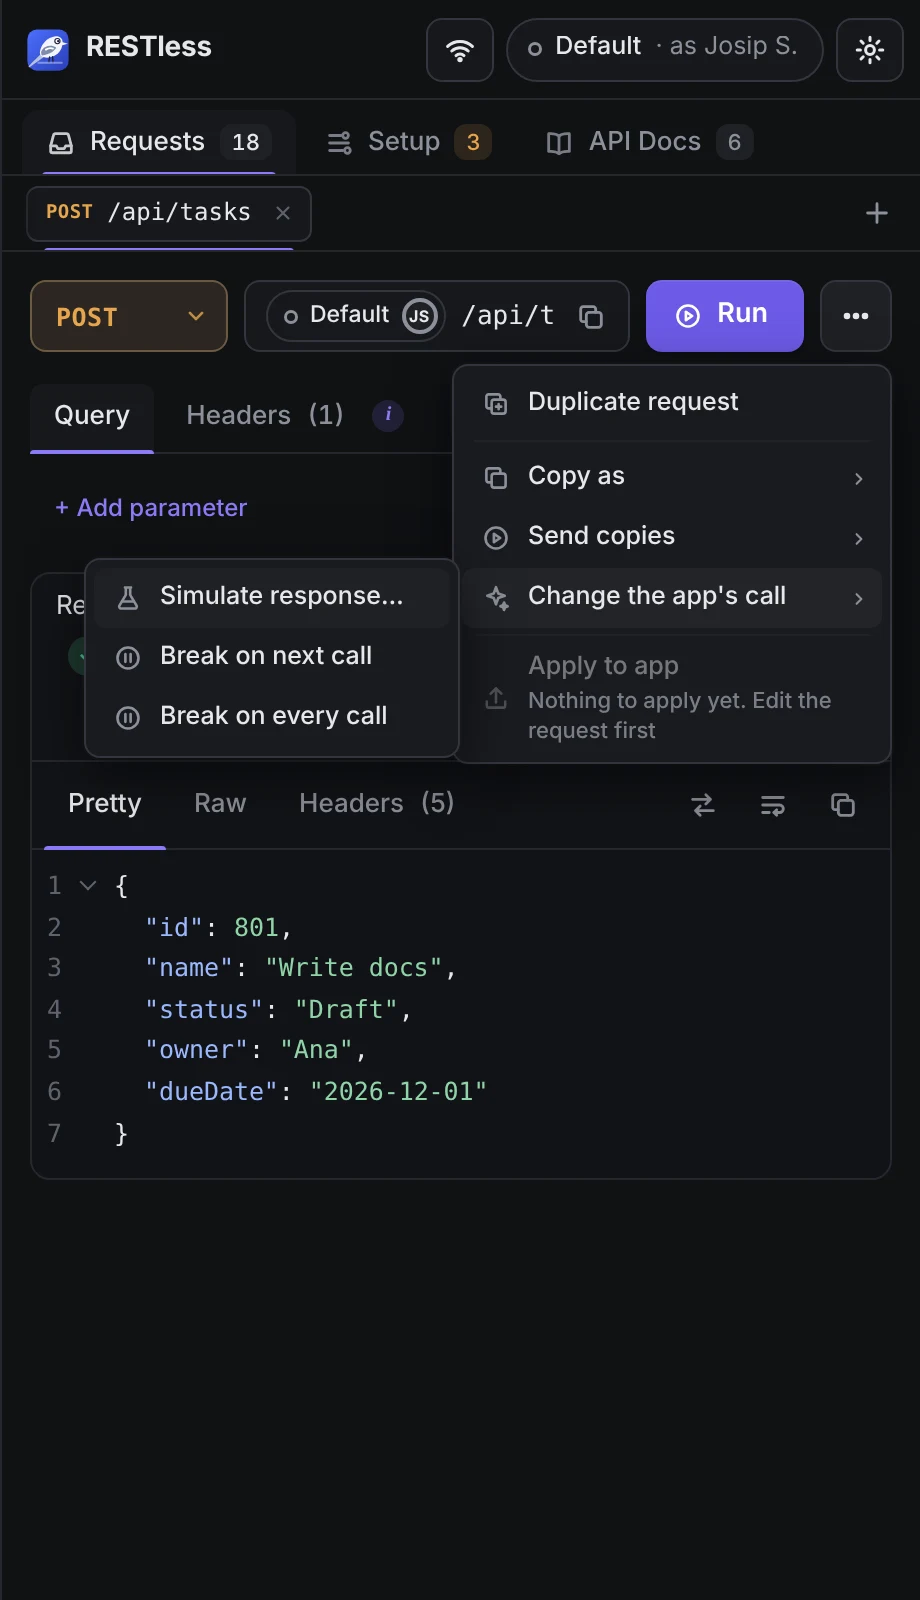 RESTless
Default · as Josip S.
Requests 18
Setup 3
API Docs 6
POST /api/tasks
POST
Default JS /api/t
Run
Query
Headers (1)
i
+ Add parameter
Duplicate request
Copy as
Send copies
Change the app's call
Apply to app
Nothing to apply yet. Edit the
request first
Re
Simulate response...
Break on next call
Break on every call
Pretty
Raw
Headers (5)
1 {
2 "id": 801,
3 "name": "Write docs",
4 "status": "Draft",
5 "owner": "Ana",
6 "dueDate": "2026-12-01"
7 }